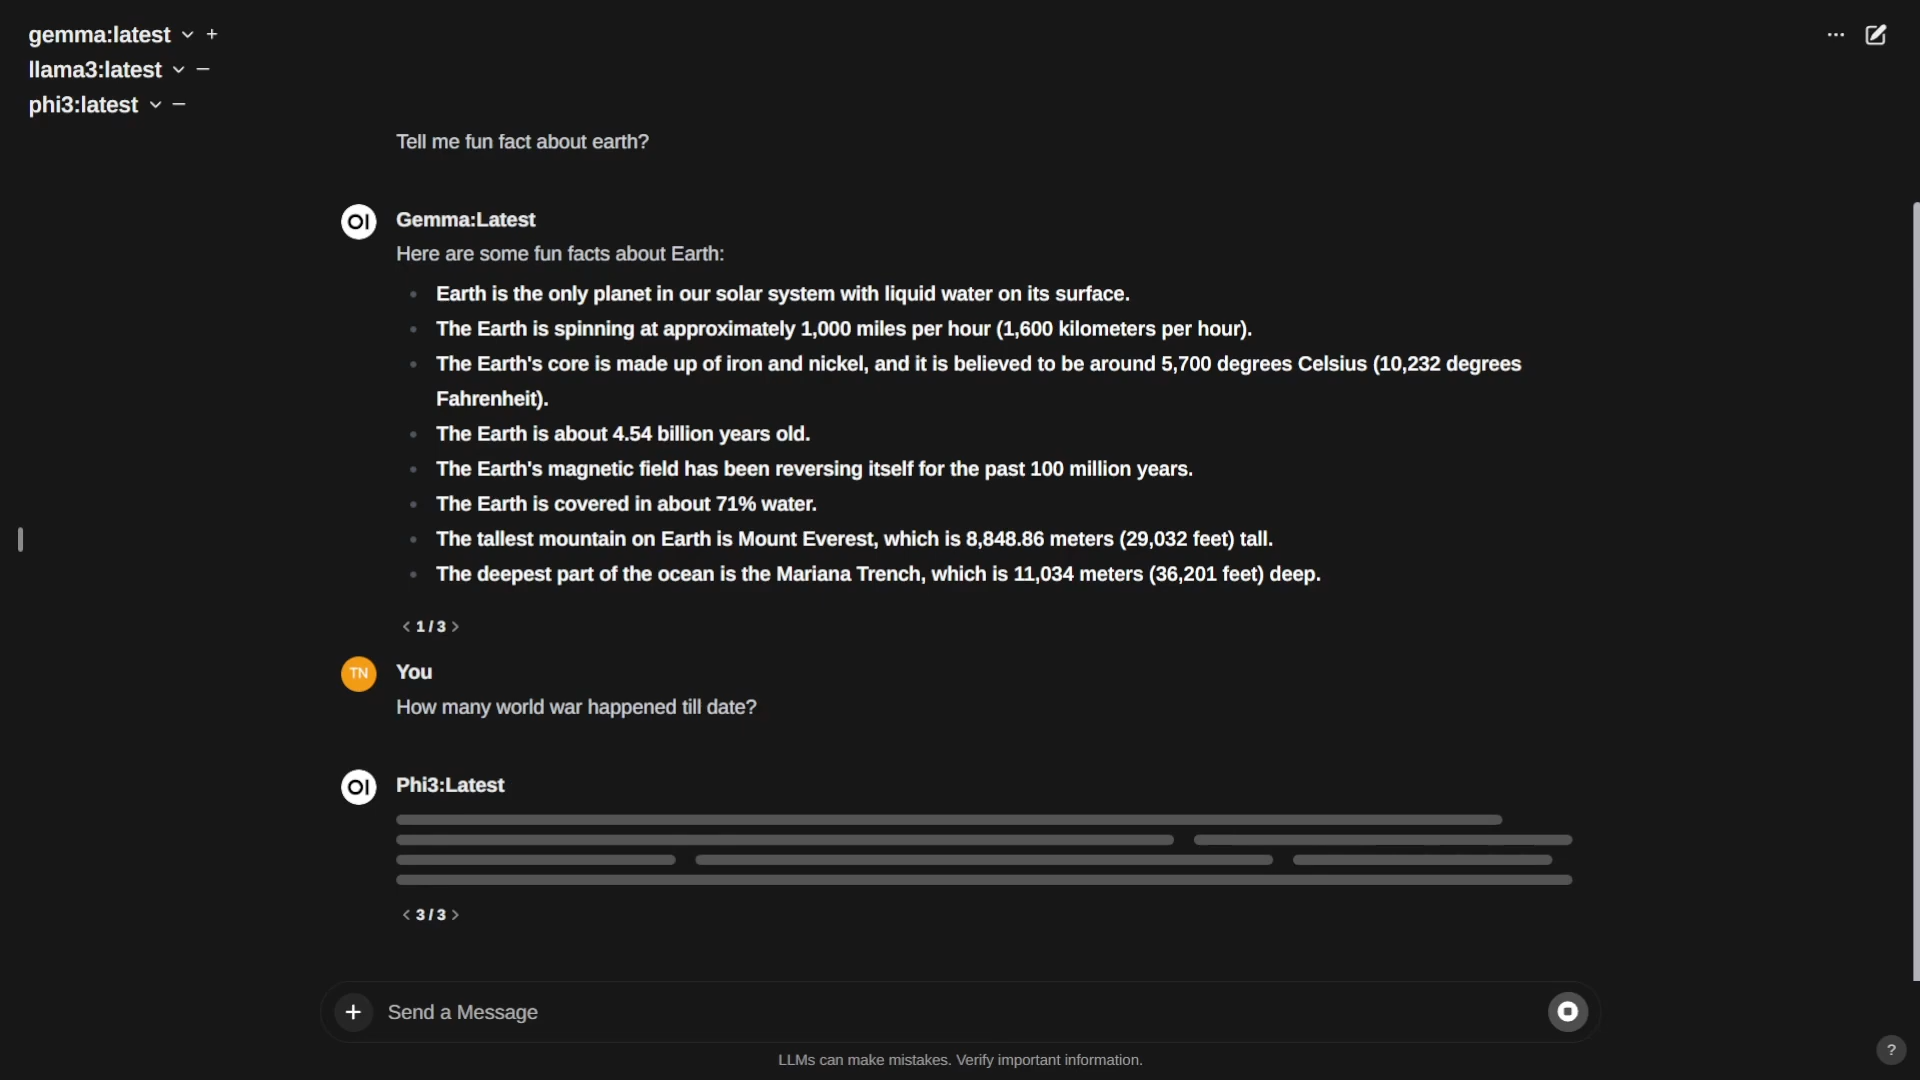 gemma:latest
llama3:latest
phi3:latest
Tell me fun fact about earth?
OI
Gemma:Latest
Here are some fun facts about Earth:
Earth is the only planet in our solar system with liquid water on its surface.
The Earth is spinning at approximately 1,000 miles per hour (1,600 kilometers per hour).
The Earth's core is made up of iron and nickel, and it is believed to be around 5,700 degrees Celsius (10,232 degrees
Fahrenheit).
The Earth is about 4.54 billion years old.
The Earth's magnetic field has been reversing itself for the past 100 million years.
The Earth is covered in about 71% water.
The tallest mountain on Earth is Mount Everest, which is 8,848.86 meters (29,032 feet) tall.
The deepest part of the ocean is the Mariana Trench, which is 11,034 meters (36,201 feet) deep.
1 / 3
TN
You
How many world war happened till date?
OI
Phi3:Latest
3 / 3
Send a Message
LLMs can make mistakes. Verify important information.
?